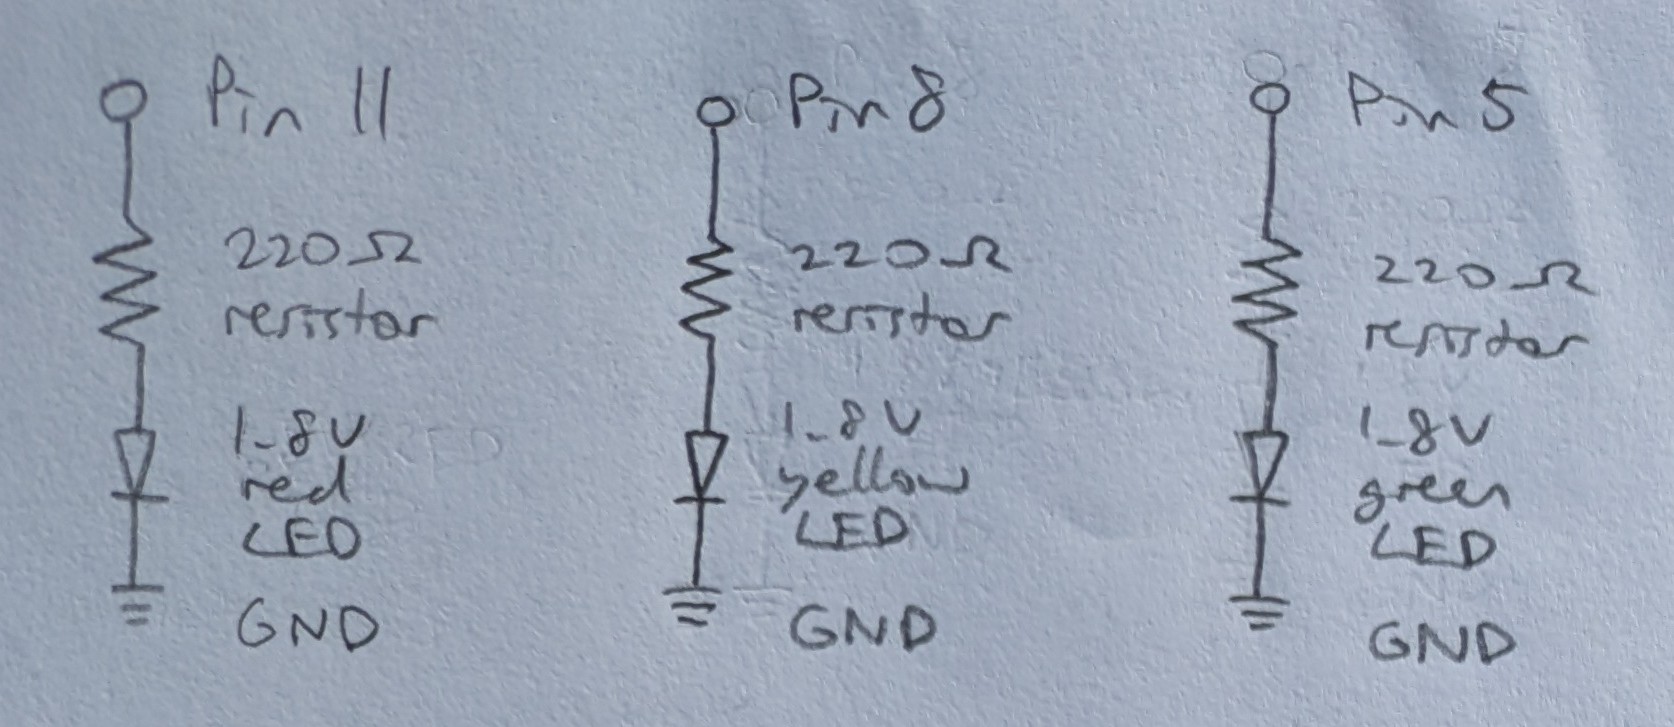 Pin 11
220Ω
resistor
1.8V
red
LED
GND
Pin 8
220Ω
resistor
1.8V
yellow
LED
GND
Pin 5
220Ω
resistor
1.8V
green
LED
GND